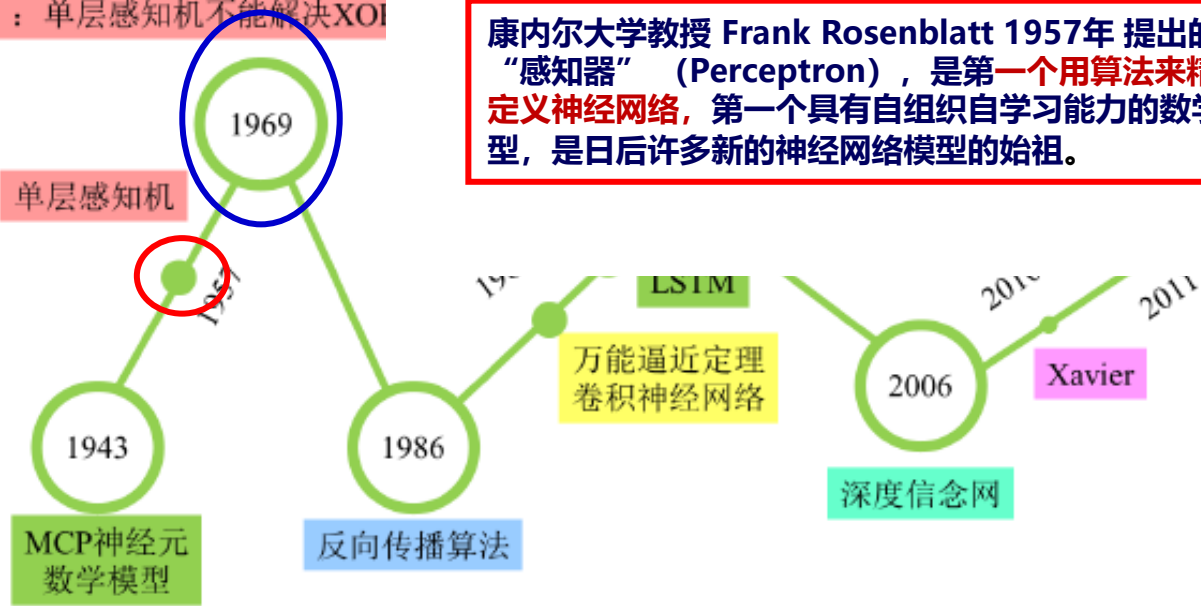 ：单层感知机不能解决XOR
康内尔大学教授 Frank Rosenblatt 1957年 提出的
“感知器” （Perceptron），是第一个用算法来精
定义神经网络，第一个具有自组织自学习能力的数学
型，是日后许多新的神经网络模型的始祖。
1969
单层感知机
1957
LSTM
2010
2011
万能逼近定理
卷积神经网络
2006
Xavier
1943
1986
深度信念网
MCP神经元
数学模型
反向传播算法